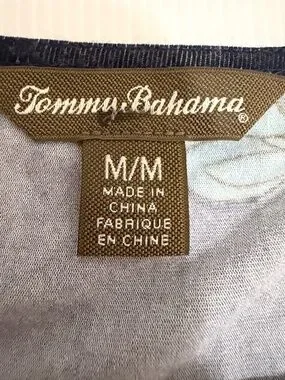 Tommy Bahama®
M/M
MADE IN
CHINA
FABRIQUE
EN CHINE